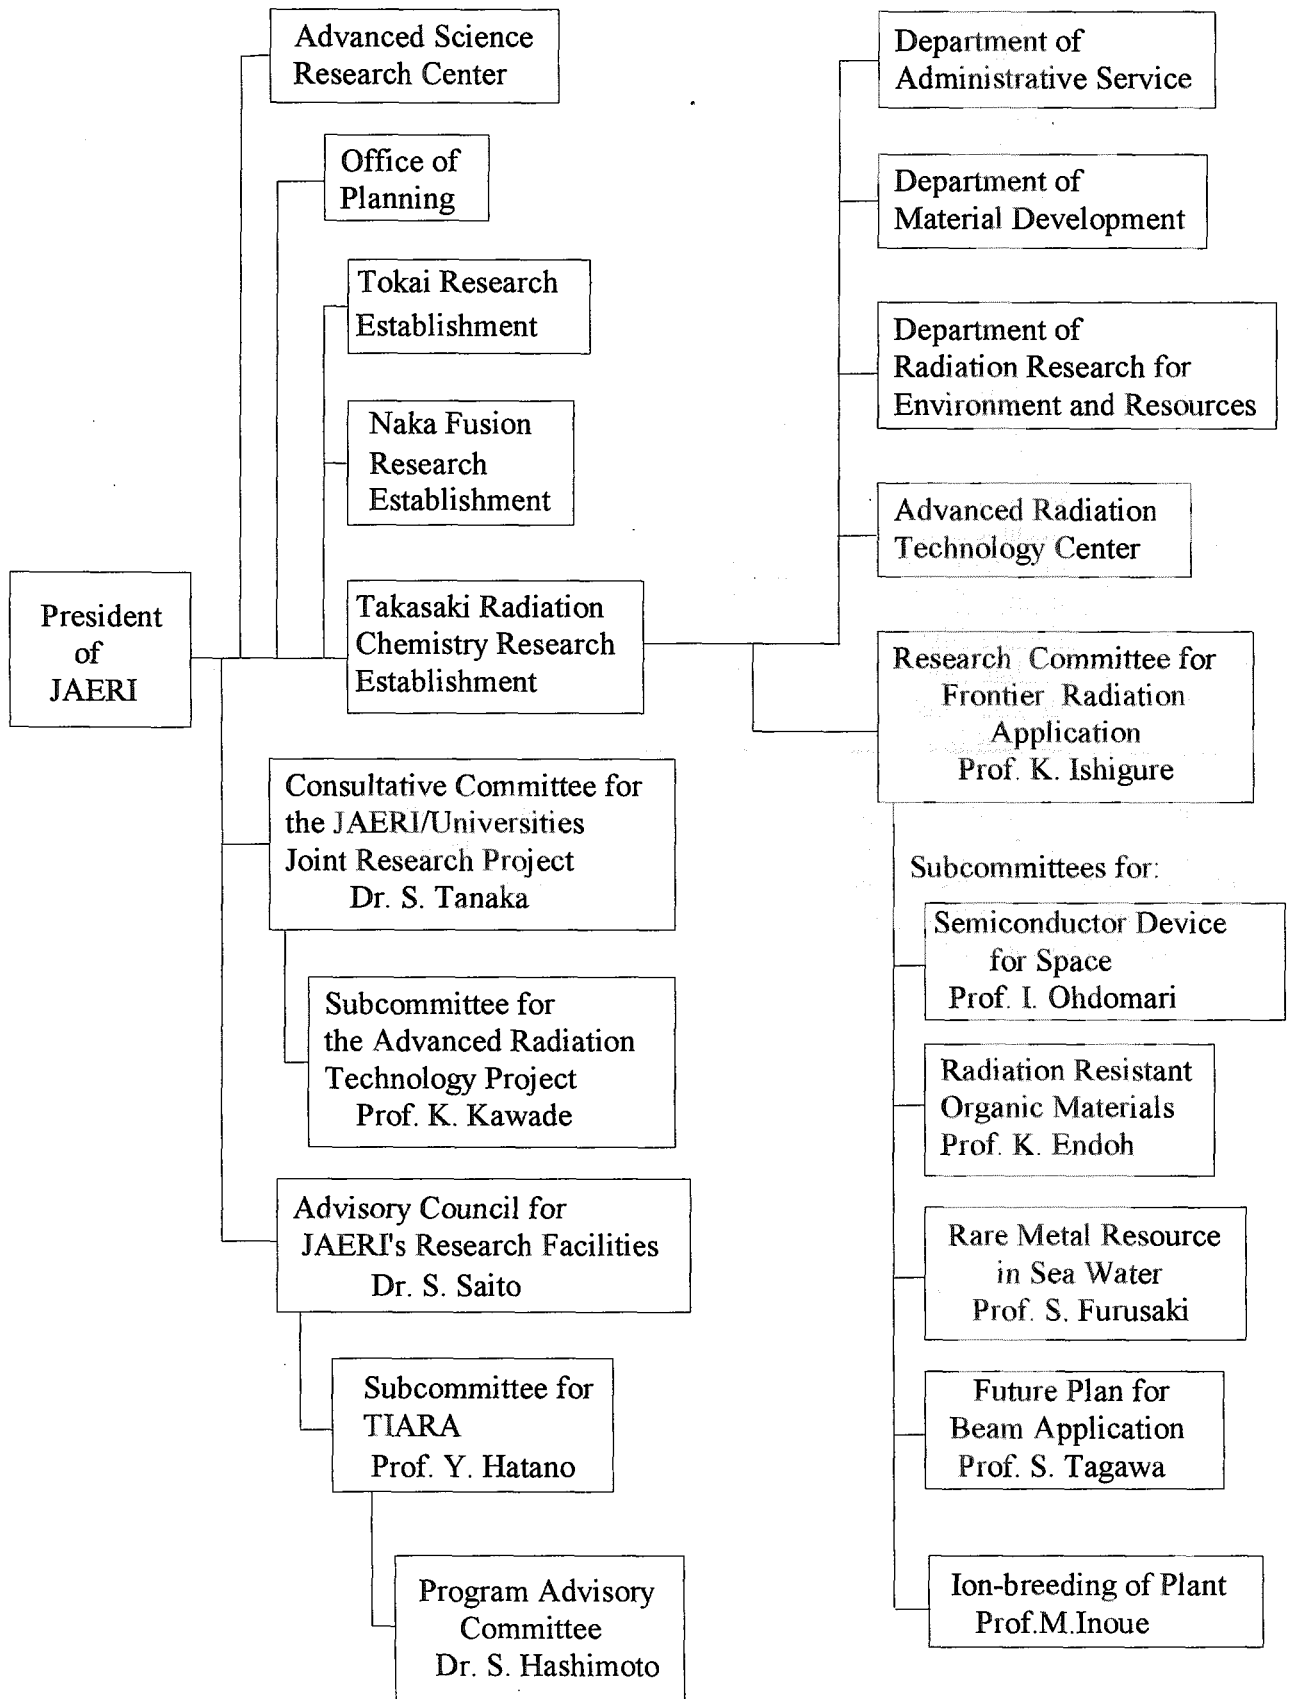 Advanced Science
Research Center
Office of
Planning
Tokai Research
Establishment
Naka Fusion
Research
Establishment
President
of
JAERI
Takasaki Radiation
Chemistry Research
Establishment
Consultative Committee for
the JAERI/Universities
Joint Research Project
Dr. S. Tanaka
Subcommittee for
the Advanced Radiation
Technology Project
Prof. K. Kawade
Advisory Council for
JAERI's Research Facilities
Dr. S. Saito
Subcommittee for
TIARA
Prof. Y. Hatano
Program Advisory
Committee
Dr. S. Hashimoto
Department of
Administrative Service
Department of
Material Development
Department of
Radiation Research for
Environment and Resources
Advanced Radiation
Technology Center
Research Committee for
Frontier Radiation
Application
Prof. K. Ishigure
Subcommittees for:
Semiconductor Device
for Space
Prof. I. Ohdomari
Radiation Resistant
Organic Materials
Prof. K. Endoh
Rare Metal Resource
in Sea Water
Prof. S. Furusaki
Future Plan for
Beam Application
Prof. S. Tagawa
Ion-breeding of Plant
Prof.M.Inoue